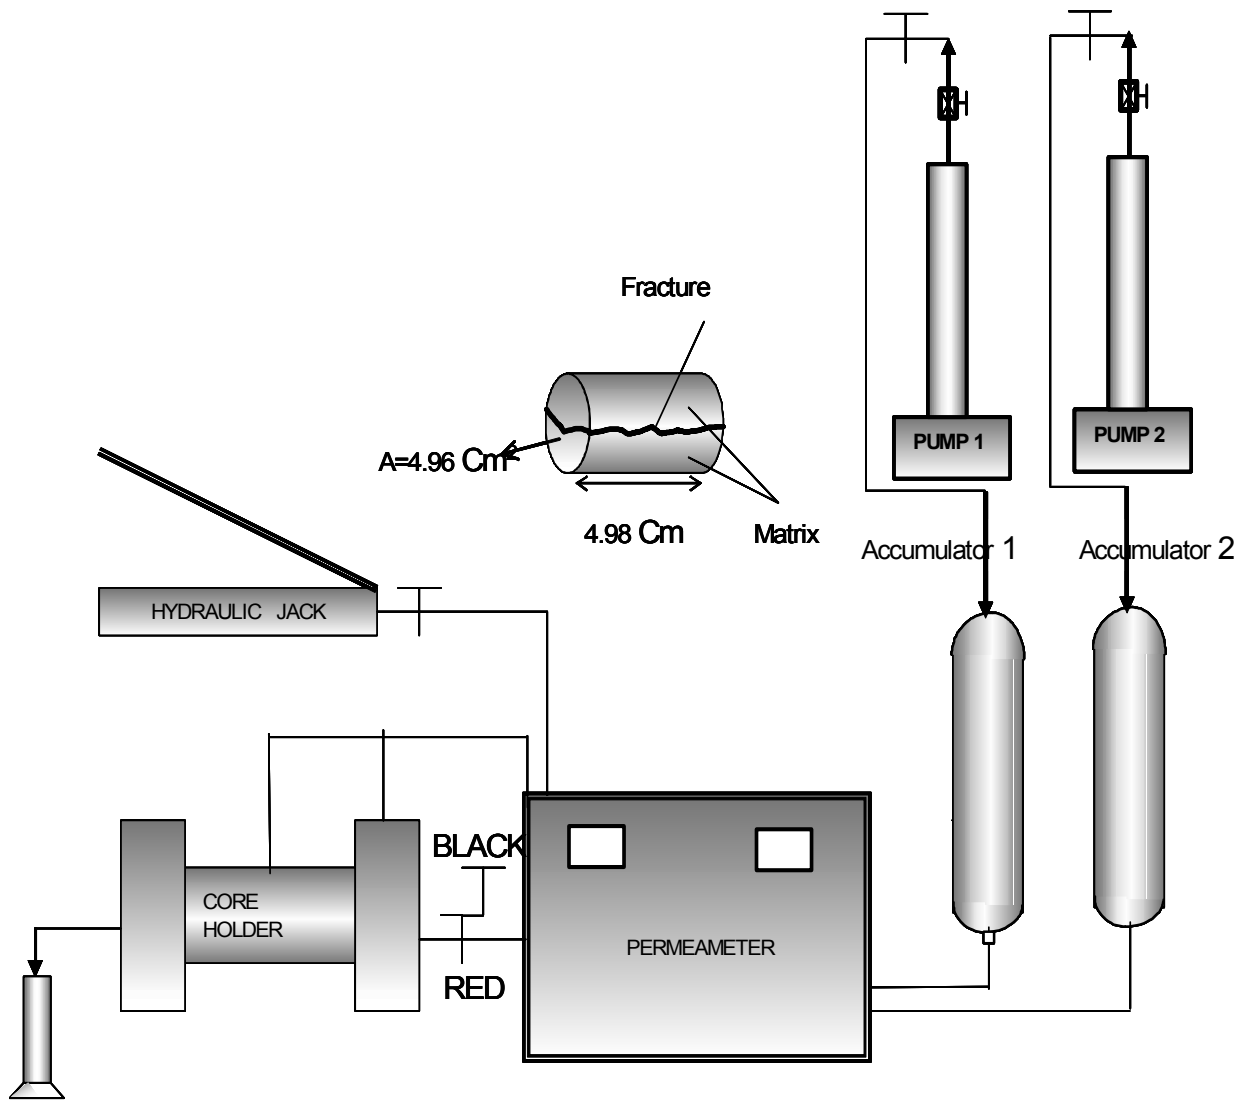 Fracture
PUMP 1
PUMP 2
A=4.96 Cm²
4.98 Cm
Matrix
Accumulator 1
Accumulator 2
HYDRAULIC JACK
BLACK
CORE
HOLDER
PERMEAMETER
RED